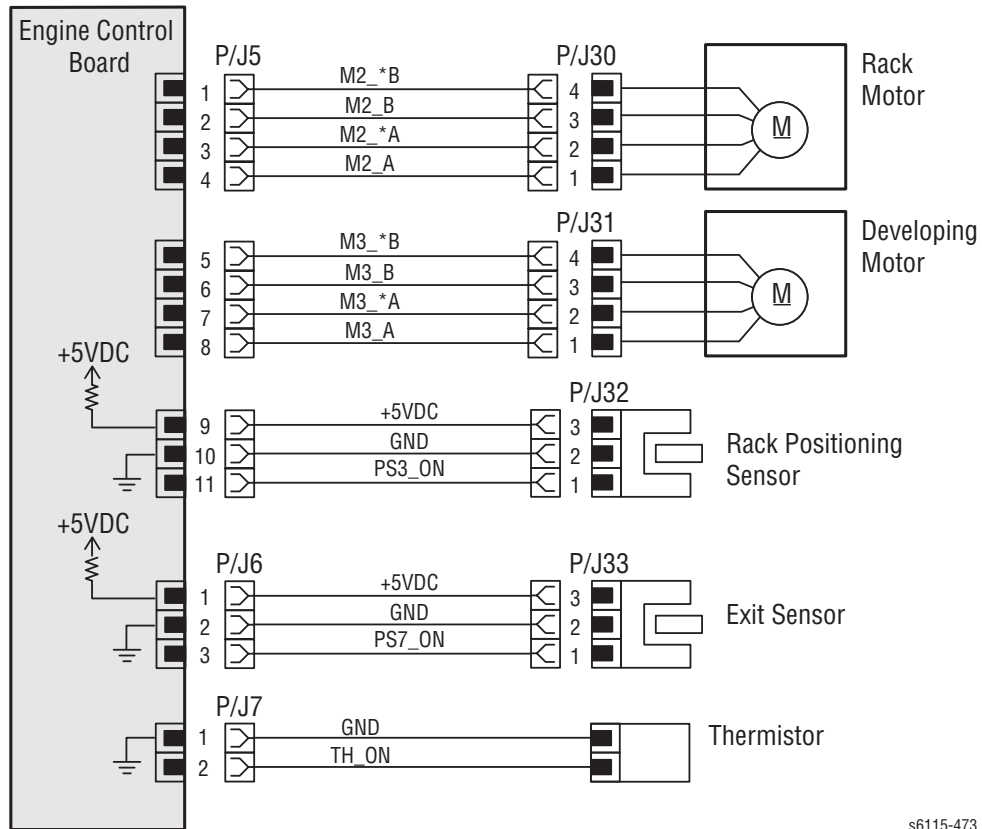 Engine Control
Board
P/J5
P/J30
Rack
Motor
1 M2_*B 4
2 M2_B 3
3 M2_*A 2
4 M2_A 1
M
P/J31
Developing
Motor
5 M3_*B 4
6 M3_B 3
7 M3_*A 2
8 M3_A 1
M
+5VDC
P/J32
9 +5VDC 3
10 GND 2
11 PS3_ON 1
Rack Positioning
Sensor
+5VDC
P/J6
P/J33
1 +5VDC 3
2 GND 2
3 PS7_ON 1
Exit Sensor
P/J7
1 GND
2 TH_ON
Thermistor
s6115-473